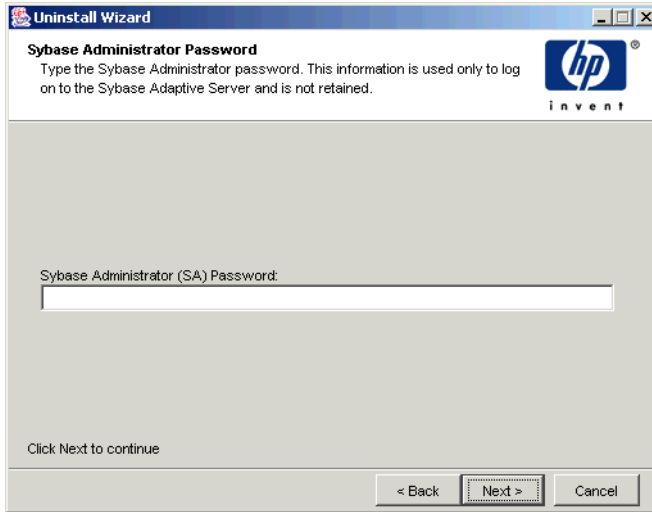 Uninstall Wizard
Sybase Administrator Password
Type the Sybase Administrator password. This information is used only to log
on to the Sybase Adaptive Server and is not retained.
hp
®
invent
Sybase Administrator (SA) Password:
Click Next to continue
< Back
Next >
Cancel